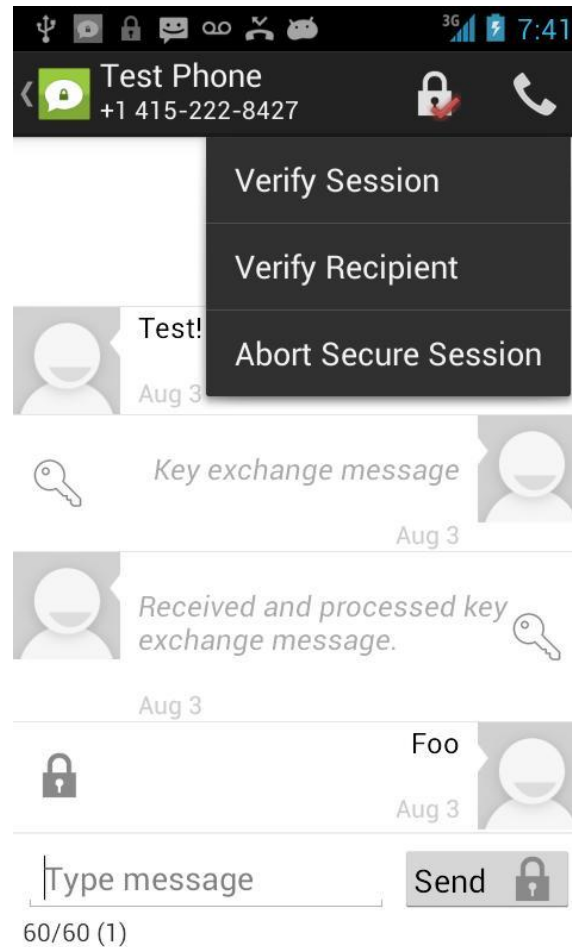 3G 7:41
Test Phone
+1 415-222-8427
Verify Session
Verify Recipient
Abort Secure Session
Test!
Aug 3
Key exchange message
Aug 3
Received and processed key
exchange message.
Aug 3
Foo
Aug 3
Type message
Send
60/60 (1)